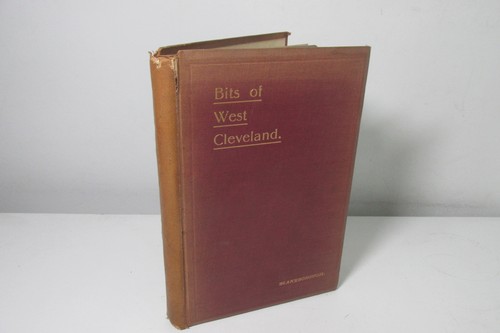 Bits of
West
Cleveland.